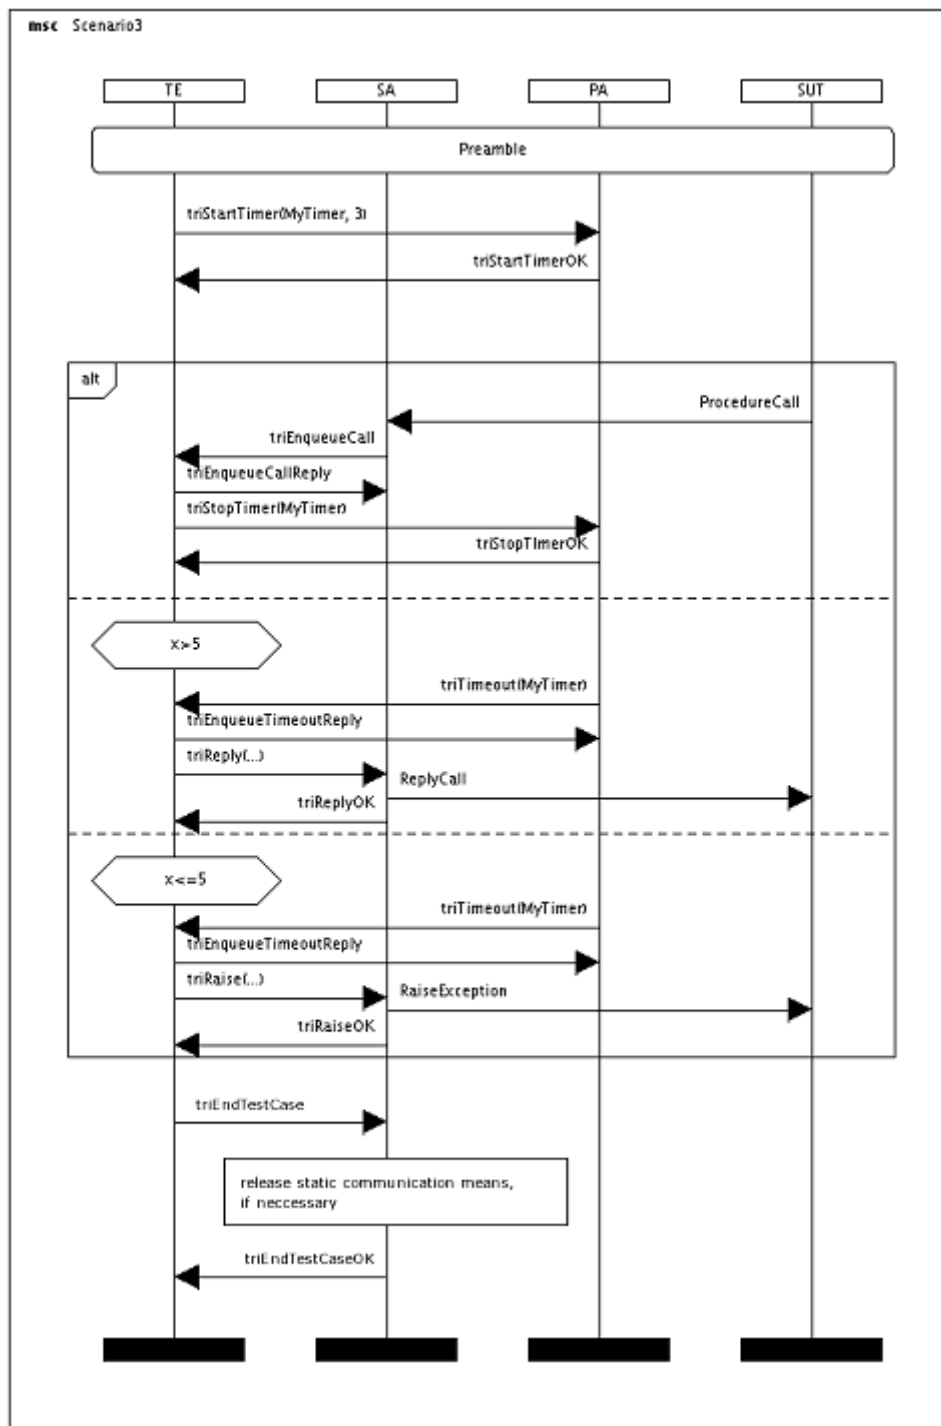 msc Scenario3
TE SA PA SUT
Preamble
triStartTimer(MyTimer, 3)
triStartTimerOK
alt
ProcedureCall
triEnqueueCall
triEnqueueCallReply
triStopTimer(MyTimer)
triStopTImerOK
x>5
triTimeout(MyTimer)
triEnqueueTimeoutReply
triReply(...)
ReplyCall
triReplyOK
x<=5
triTimeout(MyTimer)
triEnqueueTimeoutReply
triRaise(...)
RaiseException
triRaiseOK
triEndTestCase
release static communication means,
if neccessary
triEndTestCaseOK